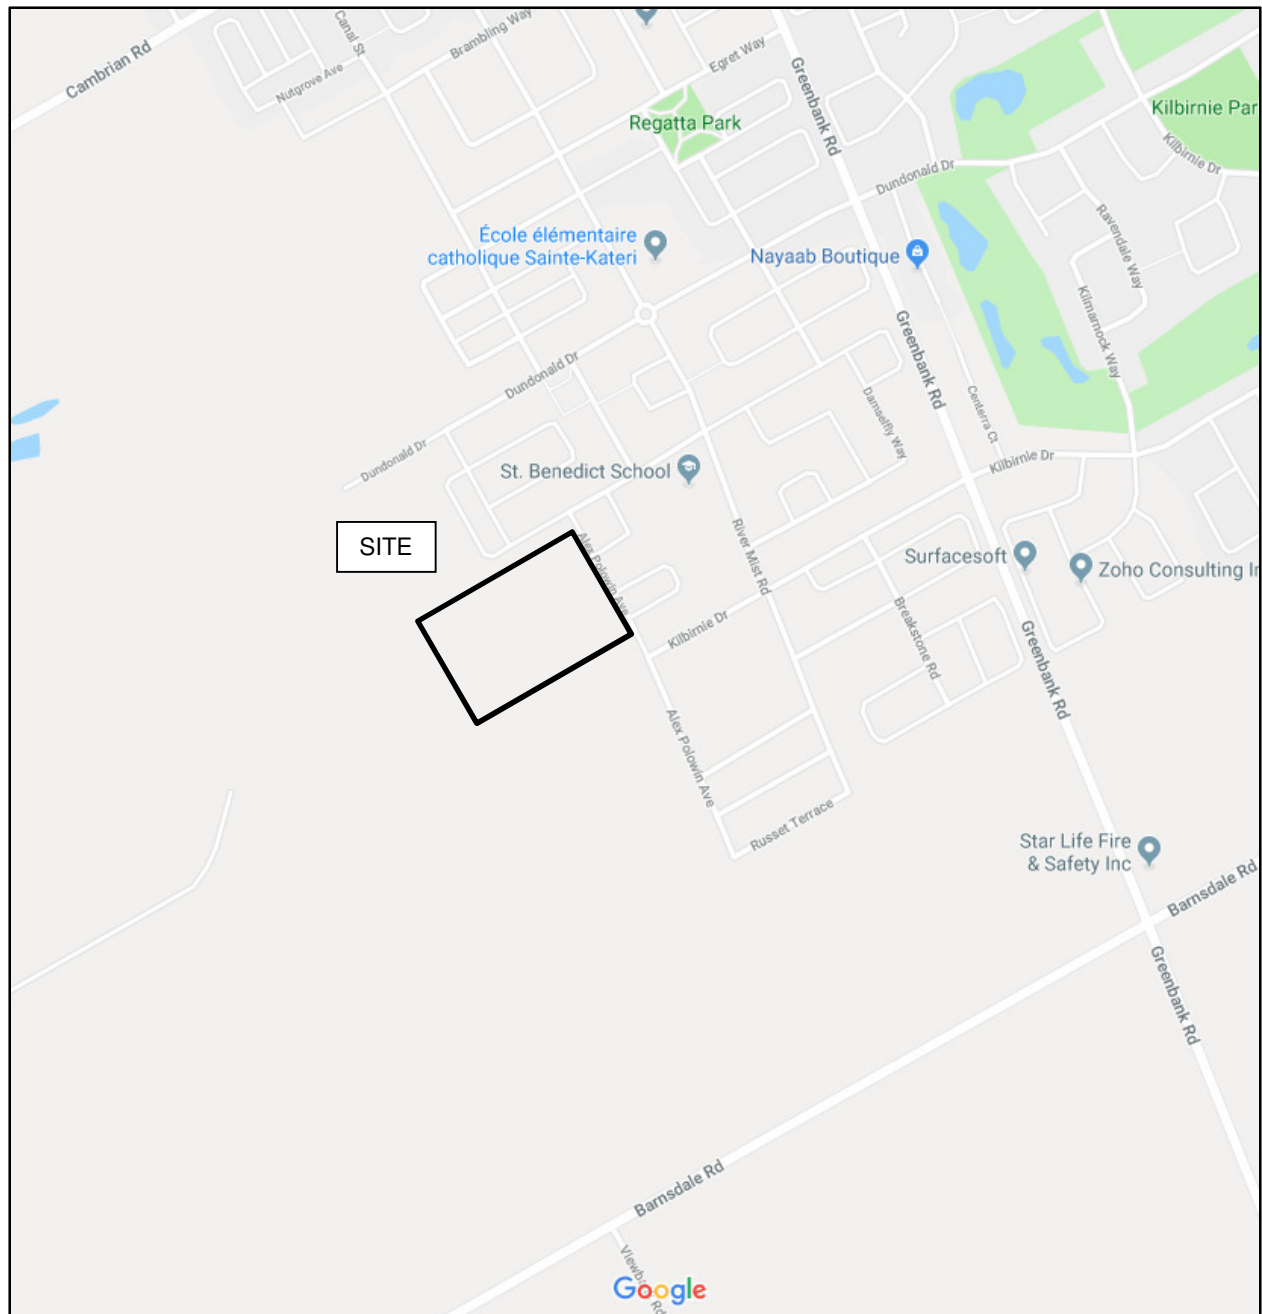 Cambrian Rd
Canal St
Brambling Way
Nutgrove Ave
Egret Way
Greenbank Rd
Regatta Park
Kilbirnie Par
Kilbirnie Dr
Dundonald Dr
École élémentaire
catholique Sainte-Kateri
Nayaab Boutique
Ravendale Way
Kilmarnock Way
Greenbank Rd
Dundonald Dr
Damselfly Way
Centerra Ct
Dundonald Dr
St. Benedict School
Kilbirnie Dr
SITE
Alex Polowin Ave
River Mist Rd
Surfacesoft
Zoho Consulting In
Kilbirnie Dr
Breakstone Rd
Greenbank Rd
Alex Polowin Ave
Russet Terrace
Star Life Fire
& Safety Inc
Barnsdale Rd
Greenbank Rd
Barnsdale Rd
Rd
Google